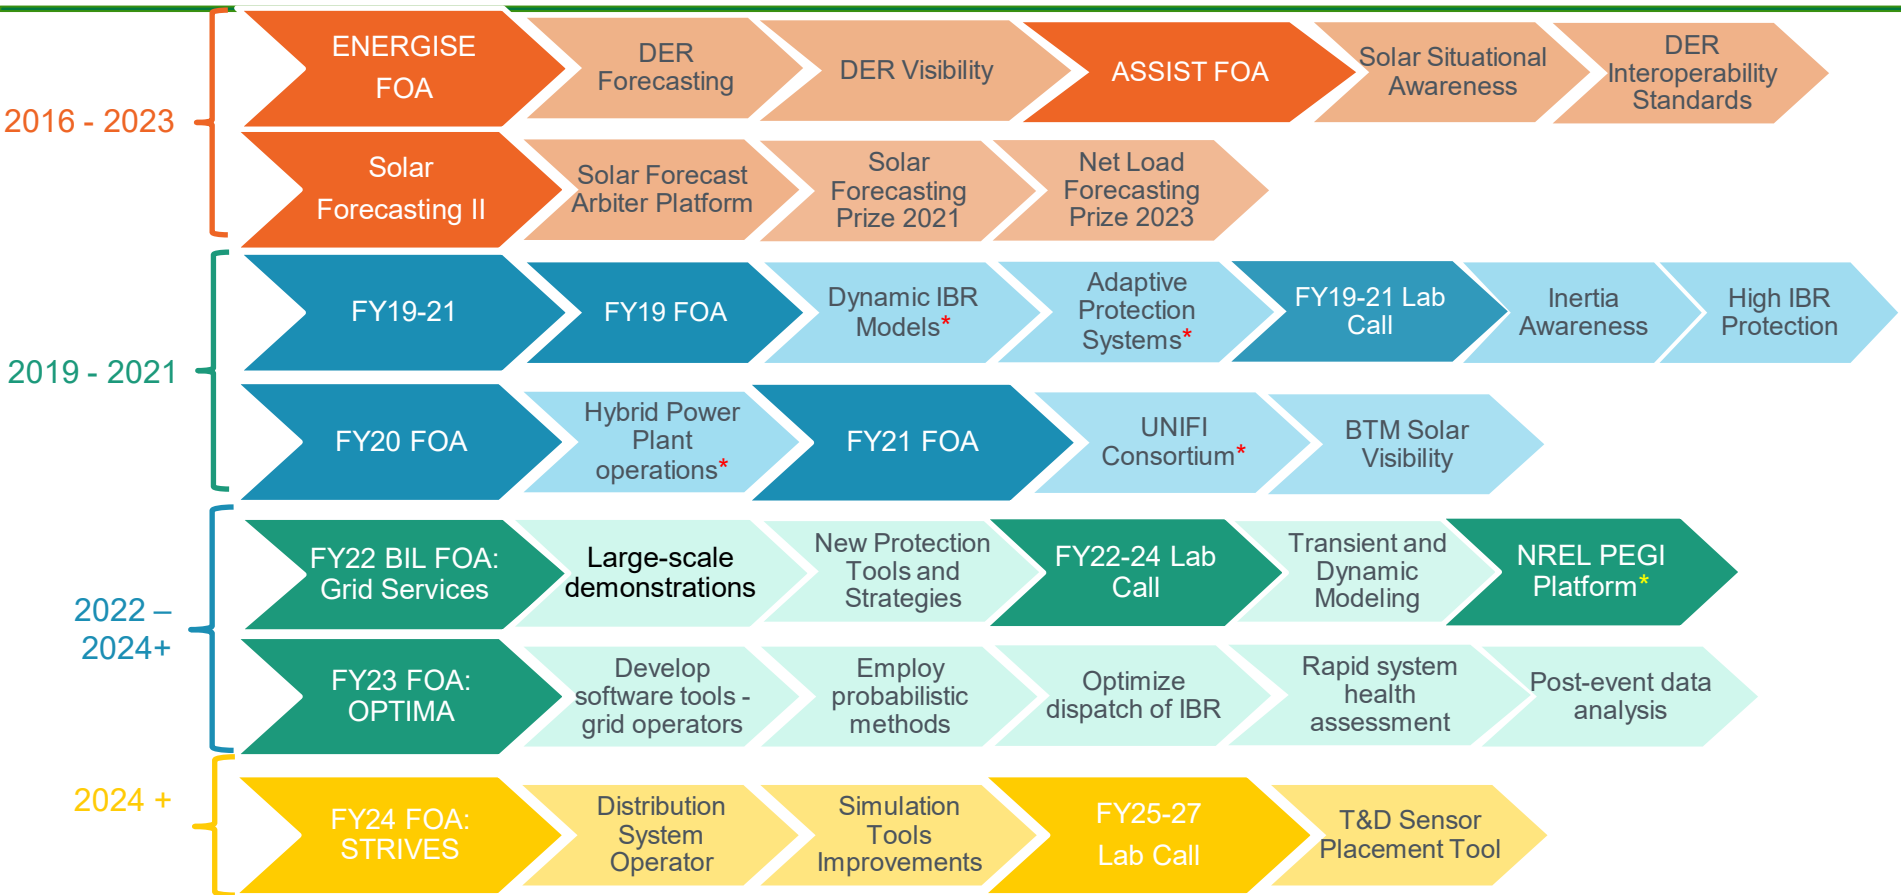 2016 - 2023
ENERGISE
FOA
DER
Forecasting
DER Visibility
ASSIST FOA
Solar Situational
Awareness
DER
Interoperability
Standards
Solar
Forecasting II
Solar Forecast
Arbiter Platform
Solar
Forecasting
Prize 2021
Net Load
Forecasting
Prize 2023
2019 - 2021
FY19-21
FY19 FOA
Dynamic IBR
Models*
Adaptive
Protection
Systems*
FY19-21 Lab
Call
Inertia
Awareness
High IBR
Protection
FY20 FOA
Hybrid Power
Plant
operations*
FY21 FOA
UNIFI
Consortium*
BTM Solar
Visibility
2022 –
2024+
FY22 BIL FOA:
Grid Services
Large-scale
demonstrations
New Protection
Tools and
Strategies
FY22-24 Lab
Call
Transient and
Dynamic
Modeling
NREL PEGI
Platform*
FY23 FOA:
OPTIMA
Develop
software tools -
grid operators
Employ
probabilistic
methods
Optimize
dispatch of IBR
Rapid system
health
assessment
Post-event data
analysis
2024 +
FY24 FOA:
STRIVES
Distribution
System
Operator
Simulation
Tools
Improvements
FY25-27
Lab Call
T&D Sensor
Placement Tool